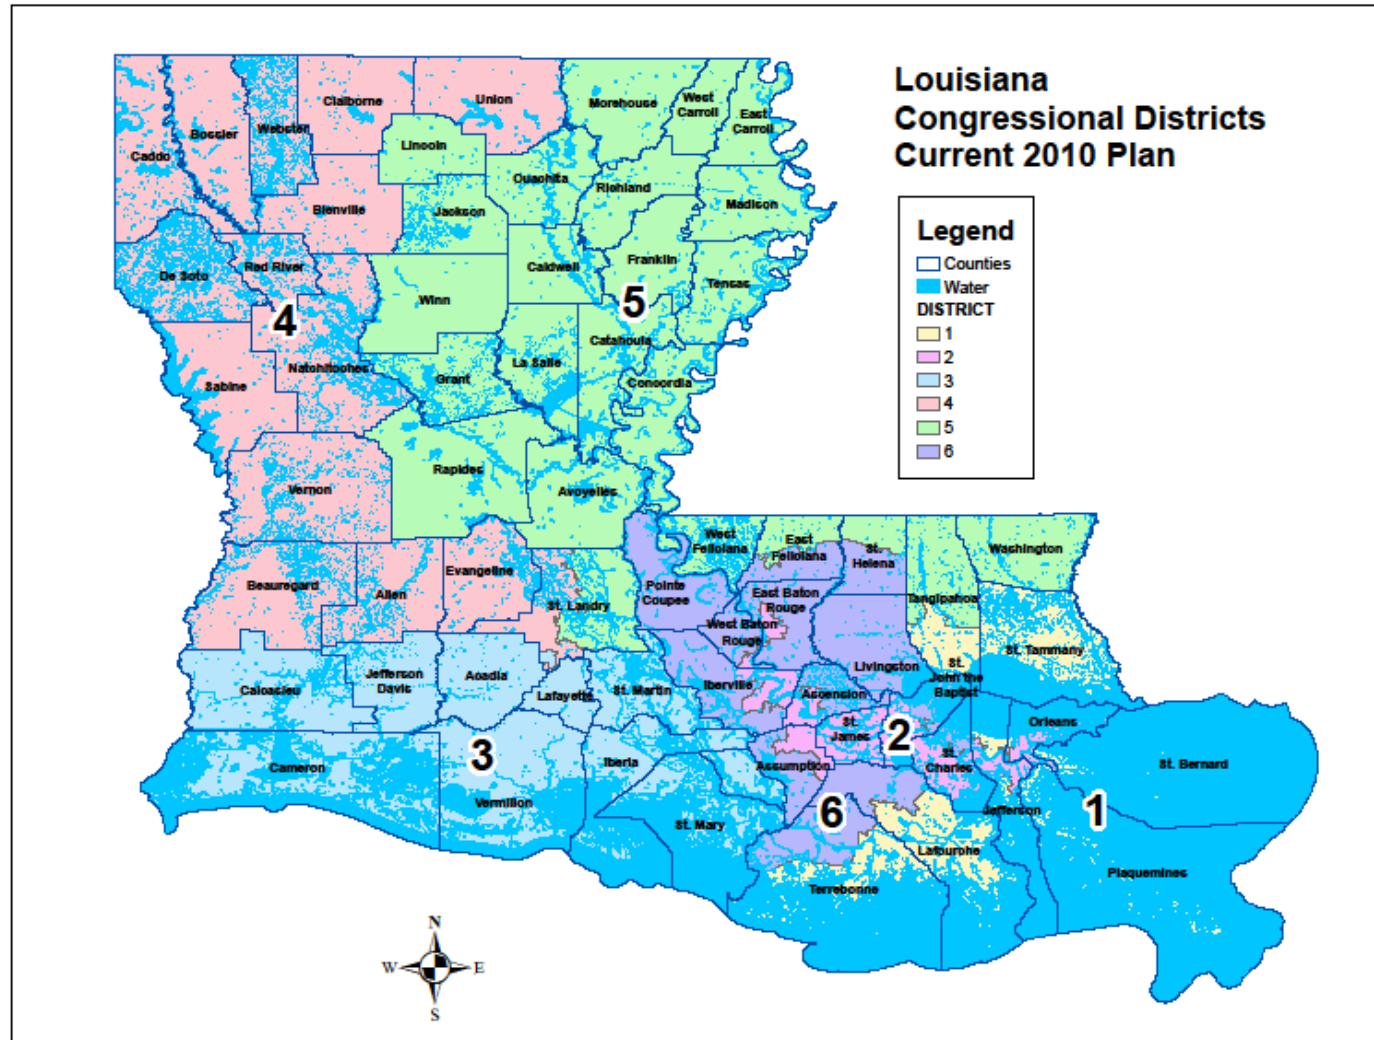 Louisiana
Congressional Districts
Current 2010 Plan
Legend
Counties
Water
DISTRICT
1
2
3
4
5
6
Caddo
Bossier
Webster
Claiborne
Union
Morehouse
West
Carroll
East
Carroll
Lincoln
Ouachita
Richland
Madison
Bienville
Jackson
De Soto
Red River
Caldwell
Franklin
Tensas
Winn
4
5
Natchitoches
Sabine
Grant
La Salle
Catahoula
Concordia
Vernon
Rapides
Avoyelles
West
Feliciana
East
Feliciana
St.
Helena
Washington
Beauregard
Allen
Evangeline
St. Landry
Pointe
Coupee
East Baton
Rouge
Tangipahoa
West Baton
Rouge
Livingston
St. Tammany
Calcasieu
Jefferson
Davis
Acadia
Lafayette
St. Martin
Iberville
Ascension
St.
John the
Baptist
Orleans
St.
James
2
St.
Charles
St. Bernard
Cameron
3
Vermilion
Iberia
Assumption
St. Mary
6
Jefferson
1
Lafourche
Terrebonne
Plaquemines
N
W
E
S